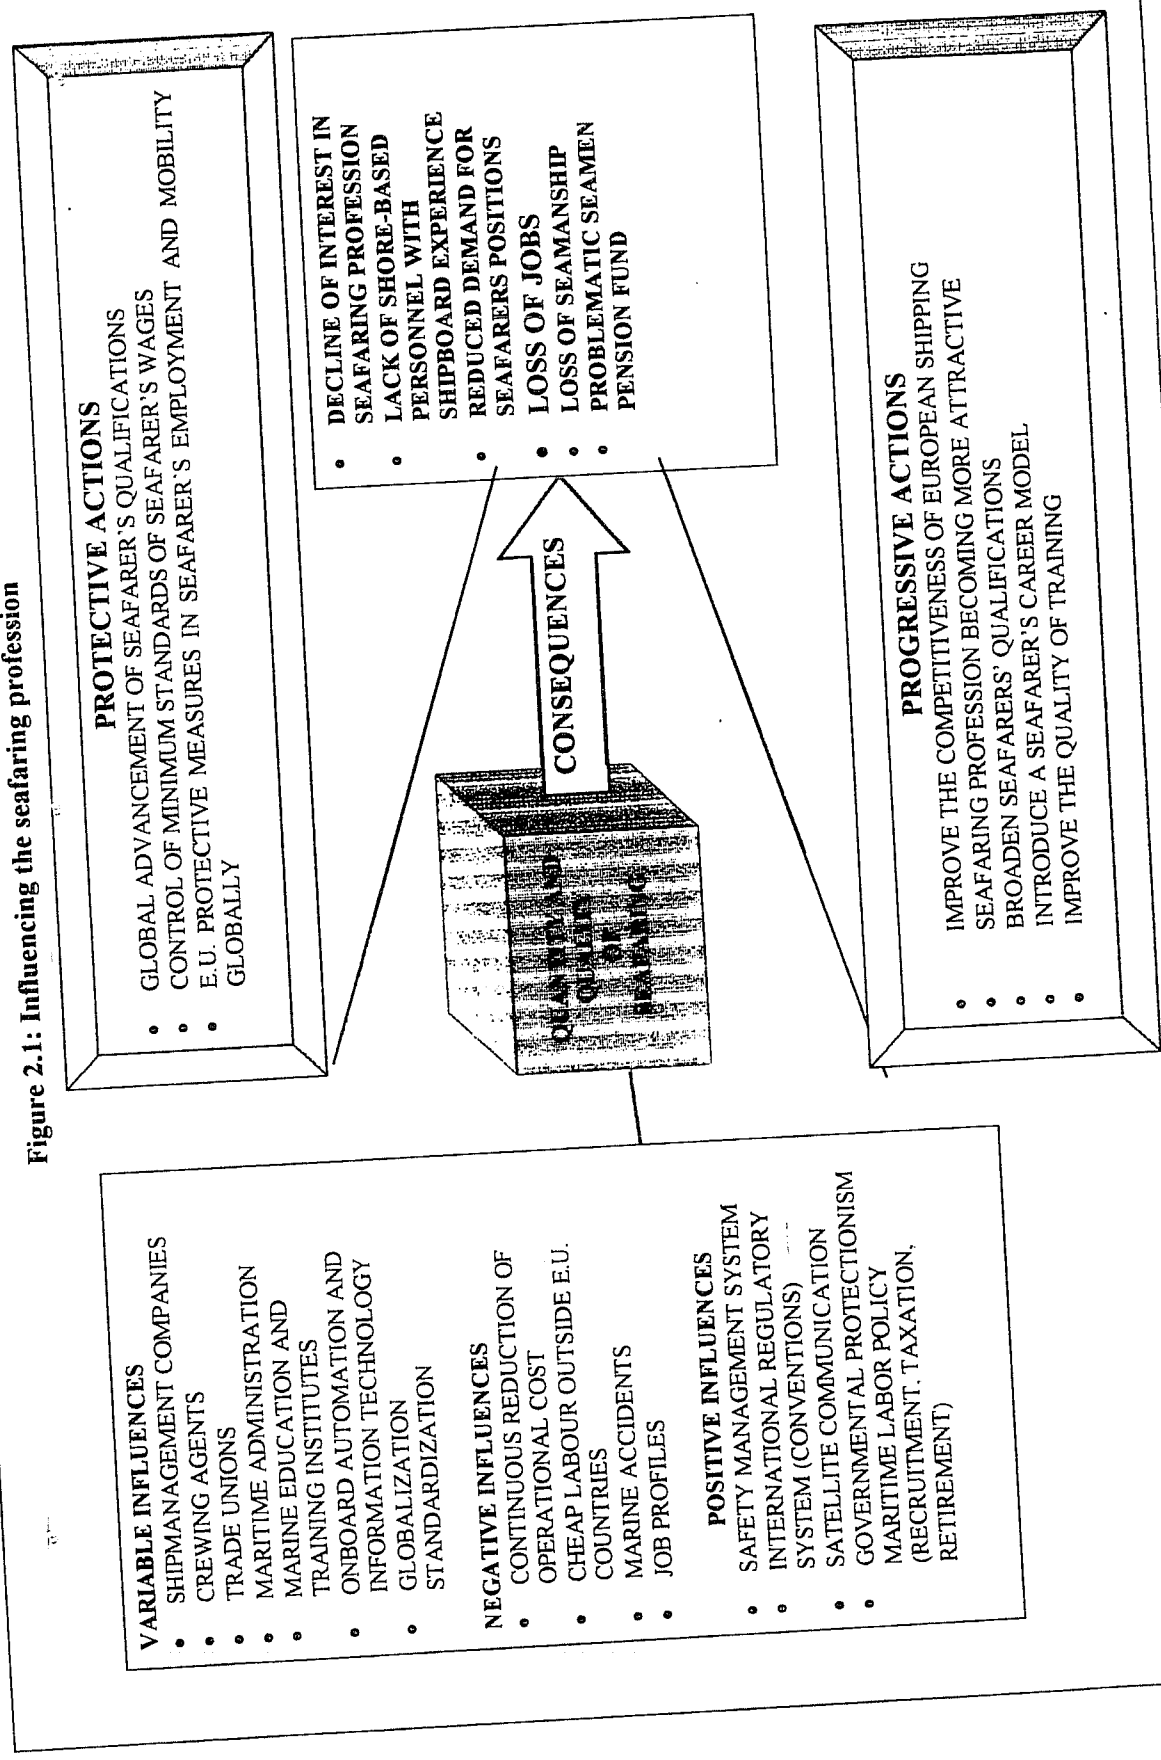 Figure 2.1: Influencing the seafaring profession
VARIABLE INFLUENCES
• SHIPMANAGEMENT COMPANIES
• CREWING AGENTS
• TRADE UNIONS
• MARITIME ADMINISTRATION
• MARINE EDUCATION AND
TRAINING INSTITUTES
• ONBOARD AUTOMATION AND
INFORMATION TECHNOLOGY
• GLOBALIZATION
STANDARDIZATION
NEGATIVE INFLUENCES
• CONTINUOUS REDUCTION OF
OPERATIONAL COST
• CHEAP LABOUR OUTSIDE E.U.
COUNTRIES
• MARINE ACCIDENTS
• JOB PROFILES
POSITIVE INFLUENCES
• SAFETY MANAGEMENT SYSTEM
• INTERNATIONAL REGULATORY
SYSTEM (CONVENTIONS)
• SATELLITE COMMUNICATION
• GOVERNMENTAL PROTECTIONISM
MARITIME LABOR POLICY
(RECRUITMENT, TAXATION,
RETIREMENT)
QUANTITY AND
QUALITY
OF
SEAFARING
CONSEQUENCES
PROTECTIVE ACTIONS
• GLOBAL ADVANCEMENT OF SEAFARER'S QUALIFICATIONS
• CONTROL OF MINIMUM STANDARDS OF SEAFARER'S WAGES
• E.U. PROTECTIVE MEASURES IN SEAFARER'S EMPLOYMENT AND MOBILITY
GLOBALLY
• DECLINE OF INTEREST IN
SEAFARING PROFESSION
• LACK OF SHORE-BASED
PERSONNEL WITH
SHIPBOARD EXPERIENCE
• REDUCED DEMAND FOR
SEAFARERS POSITIONS
• LOSS OF JOBS
• LOSS OF SEAMANSHIP
• PROBLEMATIC SEAMEN
PENSION FUND
PROGRESSIVE ACTIONS
• IMPROVE THE COMPETITIVENESS OF EUROPEAN SHIPPING
• SEAFARING PROFESSION BECOMING MORE ATTRACTIVE
• BROADEN SEAFARERS' QUALIFICATIONS
• INTRODUCE A SEAFARER'S CAREER MODEL
• IMPROVE THE QUALITY OF TRAINING